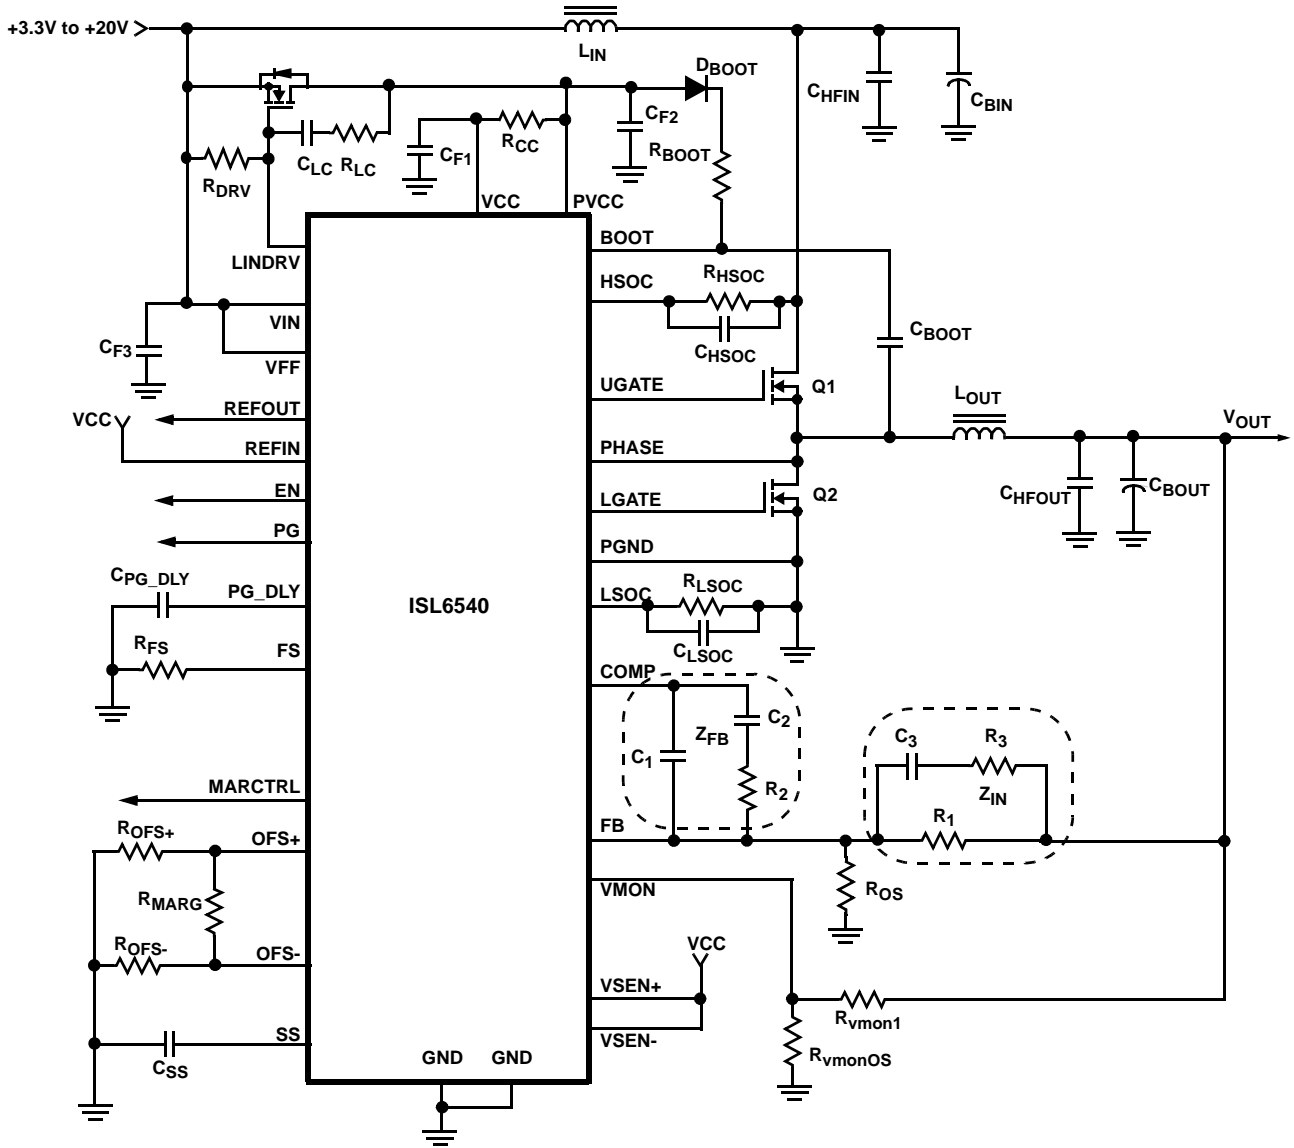 +3.3V to +20V
LIN
DBOOT
CHFIN
CBIN
CF2
RBOOT
CLC
RLC
CF1
RCC
RDRV
VCC
PVCC
LINDRV
BOOT
HSOC
RHSOC
CHSOC
CBOOT
VIN
VFF
CF3
UGATE
Q1
REFOUT
VCC
REFIN
LOUT
VOUT
PHASE
EN
LGATE
Q2
CHFOUT
CBOUT
PG
PGND
CPG_DLY
PG_DLY
ISL6540
LSOC
RLSOC
CLSOC
RFS
FS
COMP
C1
ZFB
C2
R2
C3
R3
ZIN
R1
MARCTRL
ROFS+
OFS+
FB
RMARG
VMON
ROS
ROFS-
OFS-
VCC
VSEN+
VSEN-
Rvmon1
RvmonOS
SS
CSS
GND
GND